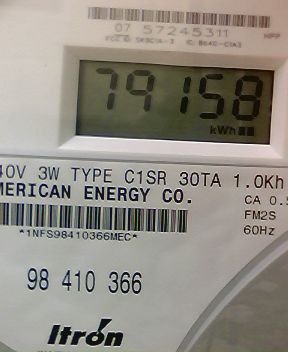 07 57245311
79158
kWh
40V 3W TYPE C1SR 30TA 1.0Kh
MERICAN ENERGY CO.
CA 0.5
FM2S
60Hz
*1NFS98410366MEC*
98 410 366
Itrón